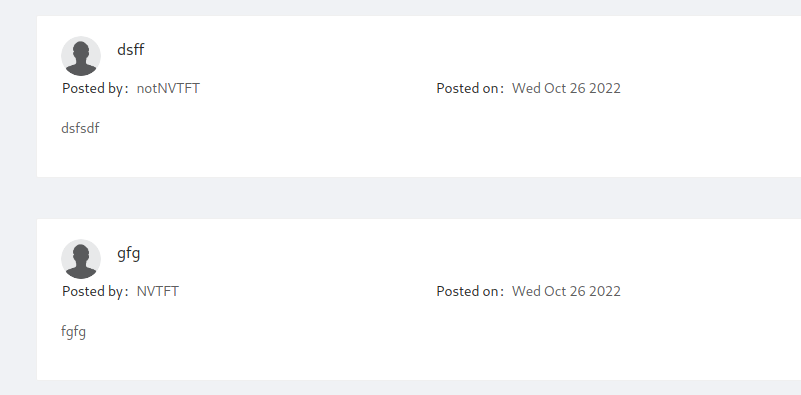 dsff
Posted by: notNVTFT Posted on: Wed Oct 26 2022
dsfsdf
gfg
Posted by: NVTFT Posted on: Wed Oct 26 2022
fgfg